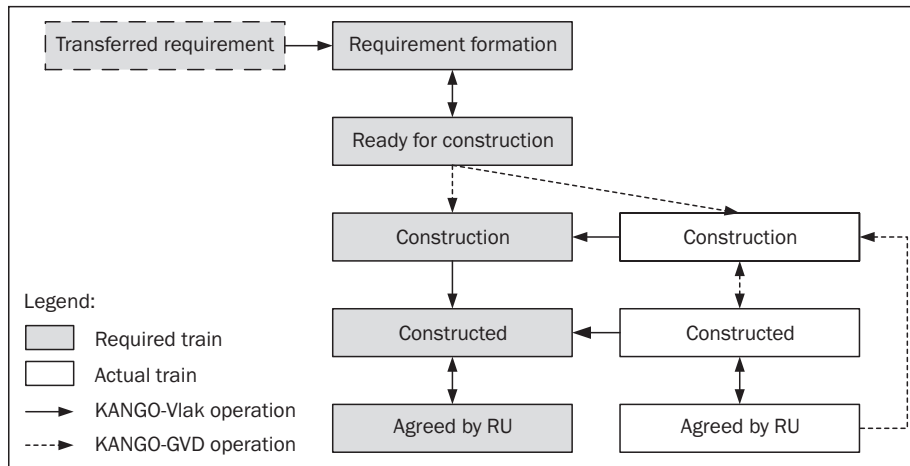 Transferred requirement
Requirement formation
Ready for construction
Construction
Construction
Legend:
Constructed
Constructed
Required train
Actual train
KANGO-Vlak operation
Agreed by RU
Agreed by RU
KANGO-GVD operation